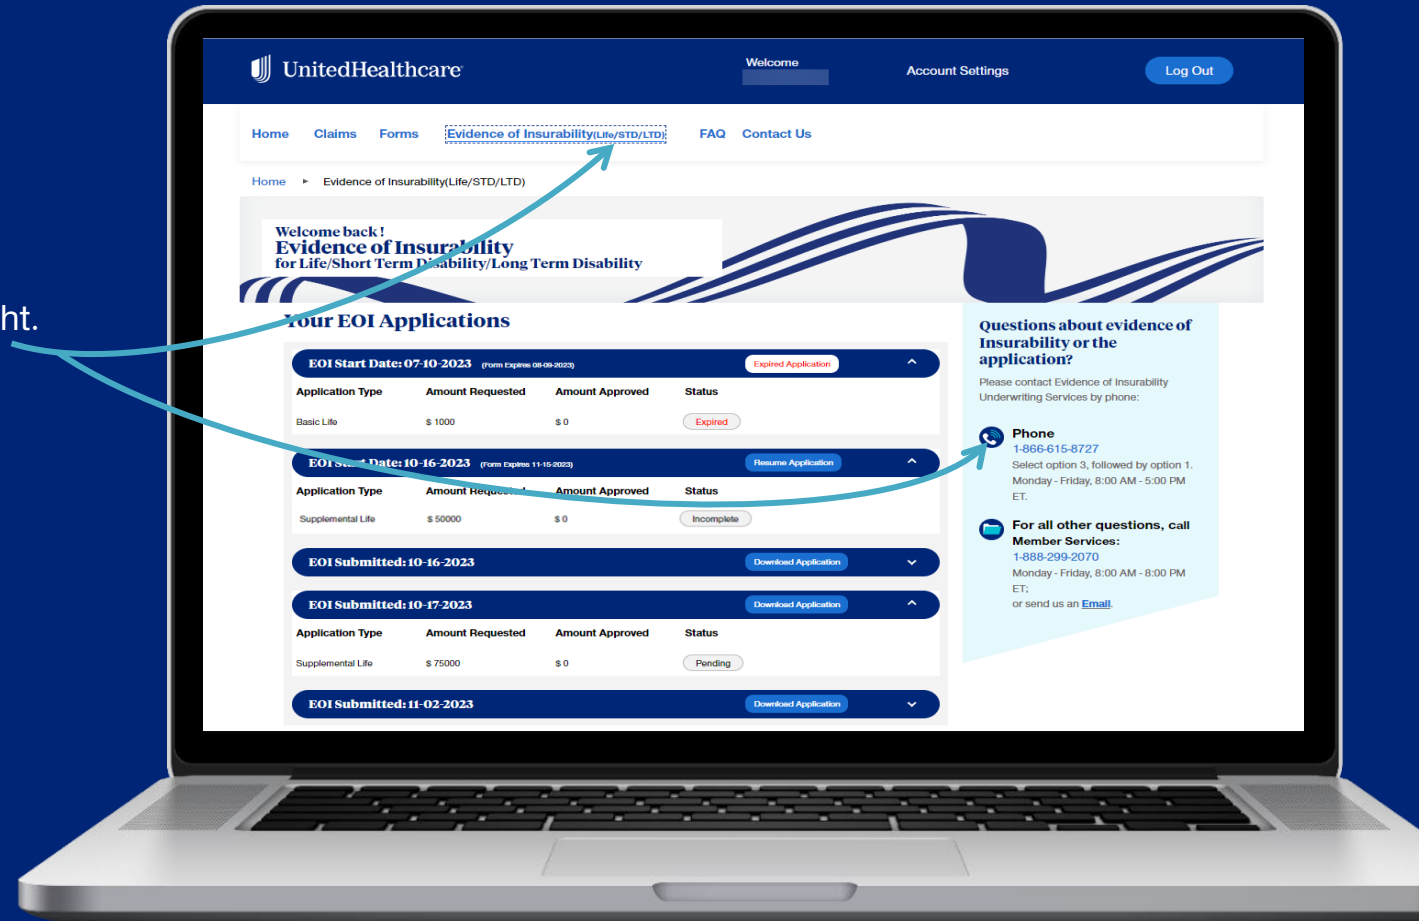 UnitedHealthcare
Welcome
Account Settings
Log Out
Home Claims Forms Evidence of Insurability(Life/STD/LTD) FAQ Contact Us
Home ▸ Evidence of Insurability(Life/STD/LTD)
Welcome back !
Evidence of Insurability
for Life/Short Term Disability/Long Term Disability
ht.
Your EOI Applications
EOI Start Date: 07-10-2023 (Form Expires 08-09-2023) Expired Application
Application Type Amount Requested Amount Approved Status
Basic Life $ 1000 $ 0 Expired
EOI Start Date: 10-16-2023 (Form Expires 11-15-2023) Resume Application
Application Type Amount Requested Amount Approved Status
Supplemental Life $ 50000 $ 0 Incomplete
EOI Submitted: 10-16-2023 Download Application
EOI Submitted: 10-17-2023 Download Application
Application Type Amount Requested Amount Approved Status
Supplemental Life $ 75000 $ 0 Pending
EOI Submitted: 11-02-2023 Download Application
Questions about evidence of
Insurability or the
application?
Please contact Evidence of Insurability
Underwriting Services by phone:
Phone
1-866-615-8727
Select option 3, followed by option 1.
Monday - Friday, 8:00 AM - 5:00 PM
ET.
For all other questions, call
Member Services:
1-888-299-2070
Monday - Friday, 8:00 AM - 8:00 PM
ET;
or send us an Email.